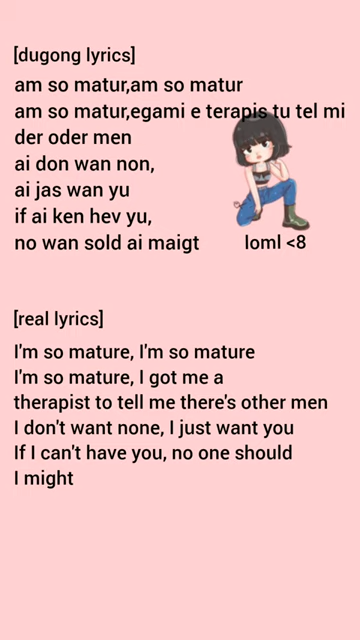 [dugong lyrics]
am so matur,am so matur
am so matur,egami e terapis tu tel mi
der oder men
ai don wan non,
ai jas wan yu
if ai ken hev yu,
no wan sold ai maigt
loml <8
[real lyrics]
I'm so mature, I'm so mature
I'm so mature, I got me a
therapist to tell me there's other men
I don't want none, I just want you
If I can't have you, no one should
I might